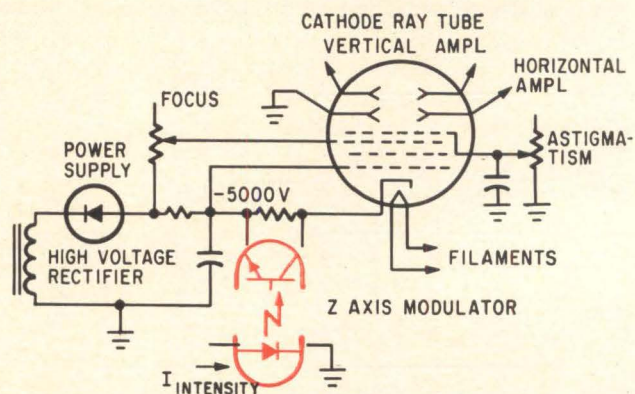 CATHODE RAY TUBE
VERTICAL AMPL
HORIZONTAL
AMPL
FOCUS
ASTIGMA-
TISM
POWER
SUPPLY
-5000 V
HIGH VOLTAGE
RECTIFIER
FILAMENTS
Z AXIS MODULATOR
I INTENSITY